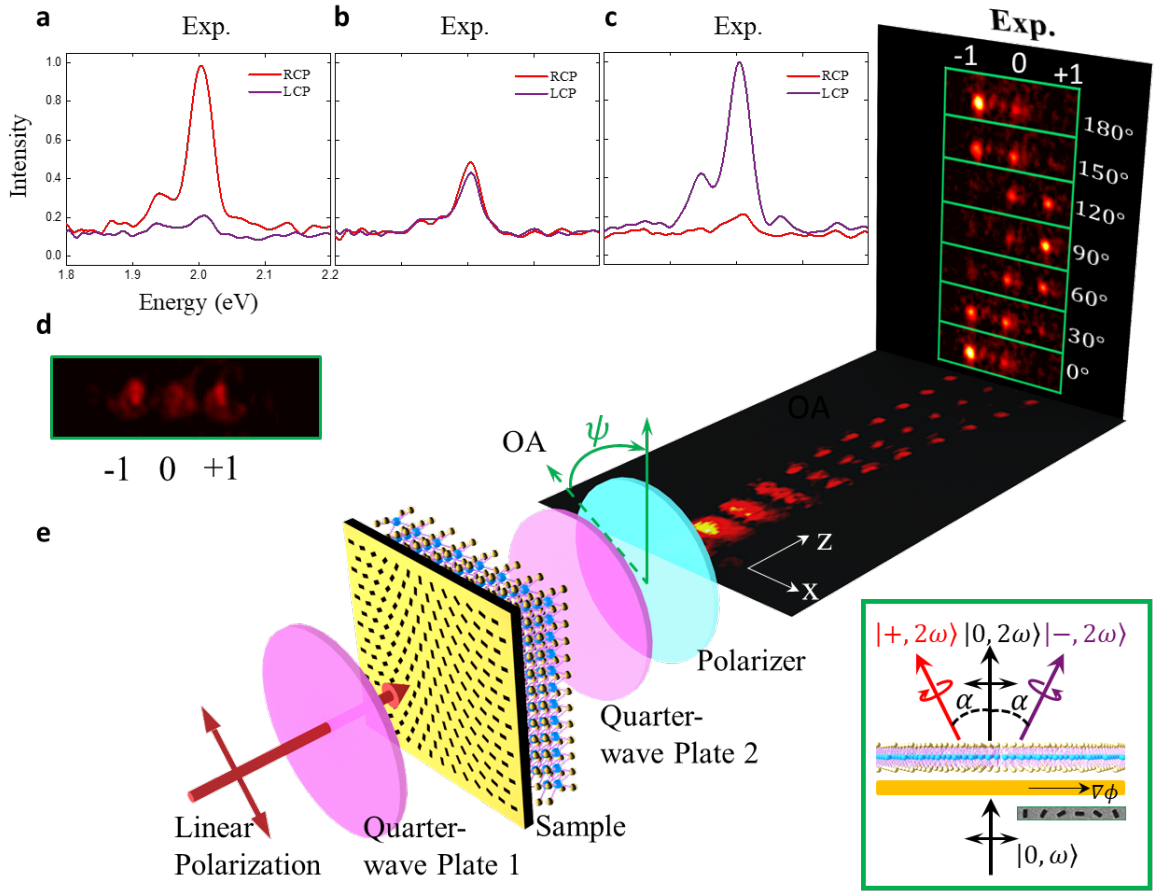 a
Exp.
RCP
LCP
Intensity
1.0
0.8
0.6
0.4
0.2
0.0
1.8
1.9
2.0
2.1
2.2
Energy (eV)
b
Exp.
RCP
LCP
c
Exp.
RCP
LCP
Exp.
-1 0 +1
180°
150°
120°
90°
60°
30°
0°
d
-1 0 +1
e
OA
ψ
OA
z
x
Polarizer
Quarter-
wave Plate 2
Sample
Quarter-
wave Plate 1
Linear
Polarization
|+, 2ω⟩ |0, 2ω⟩ |−, 2ω⟩
α α
∇ϕ
|0, ω⟩